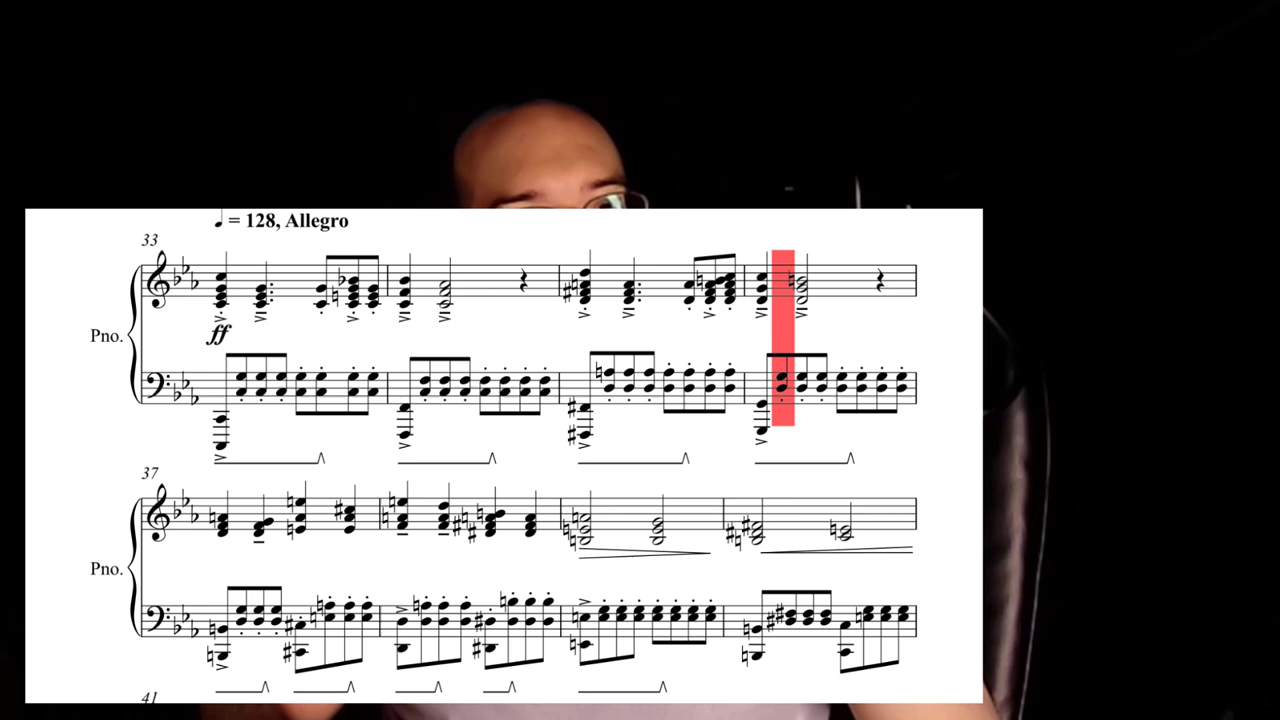 ♩ = 128, Allegro
33
Pno.
ff
37
Pno.
41